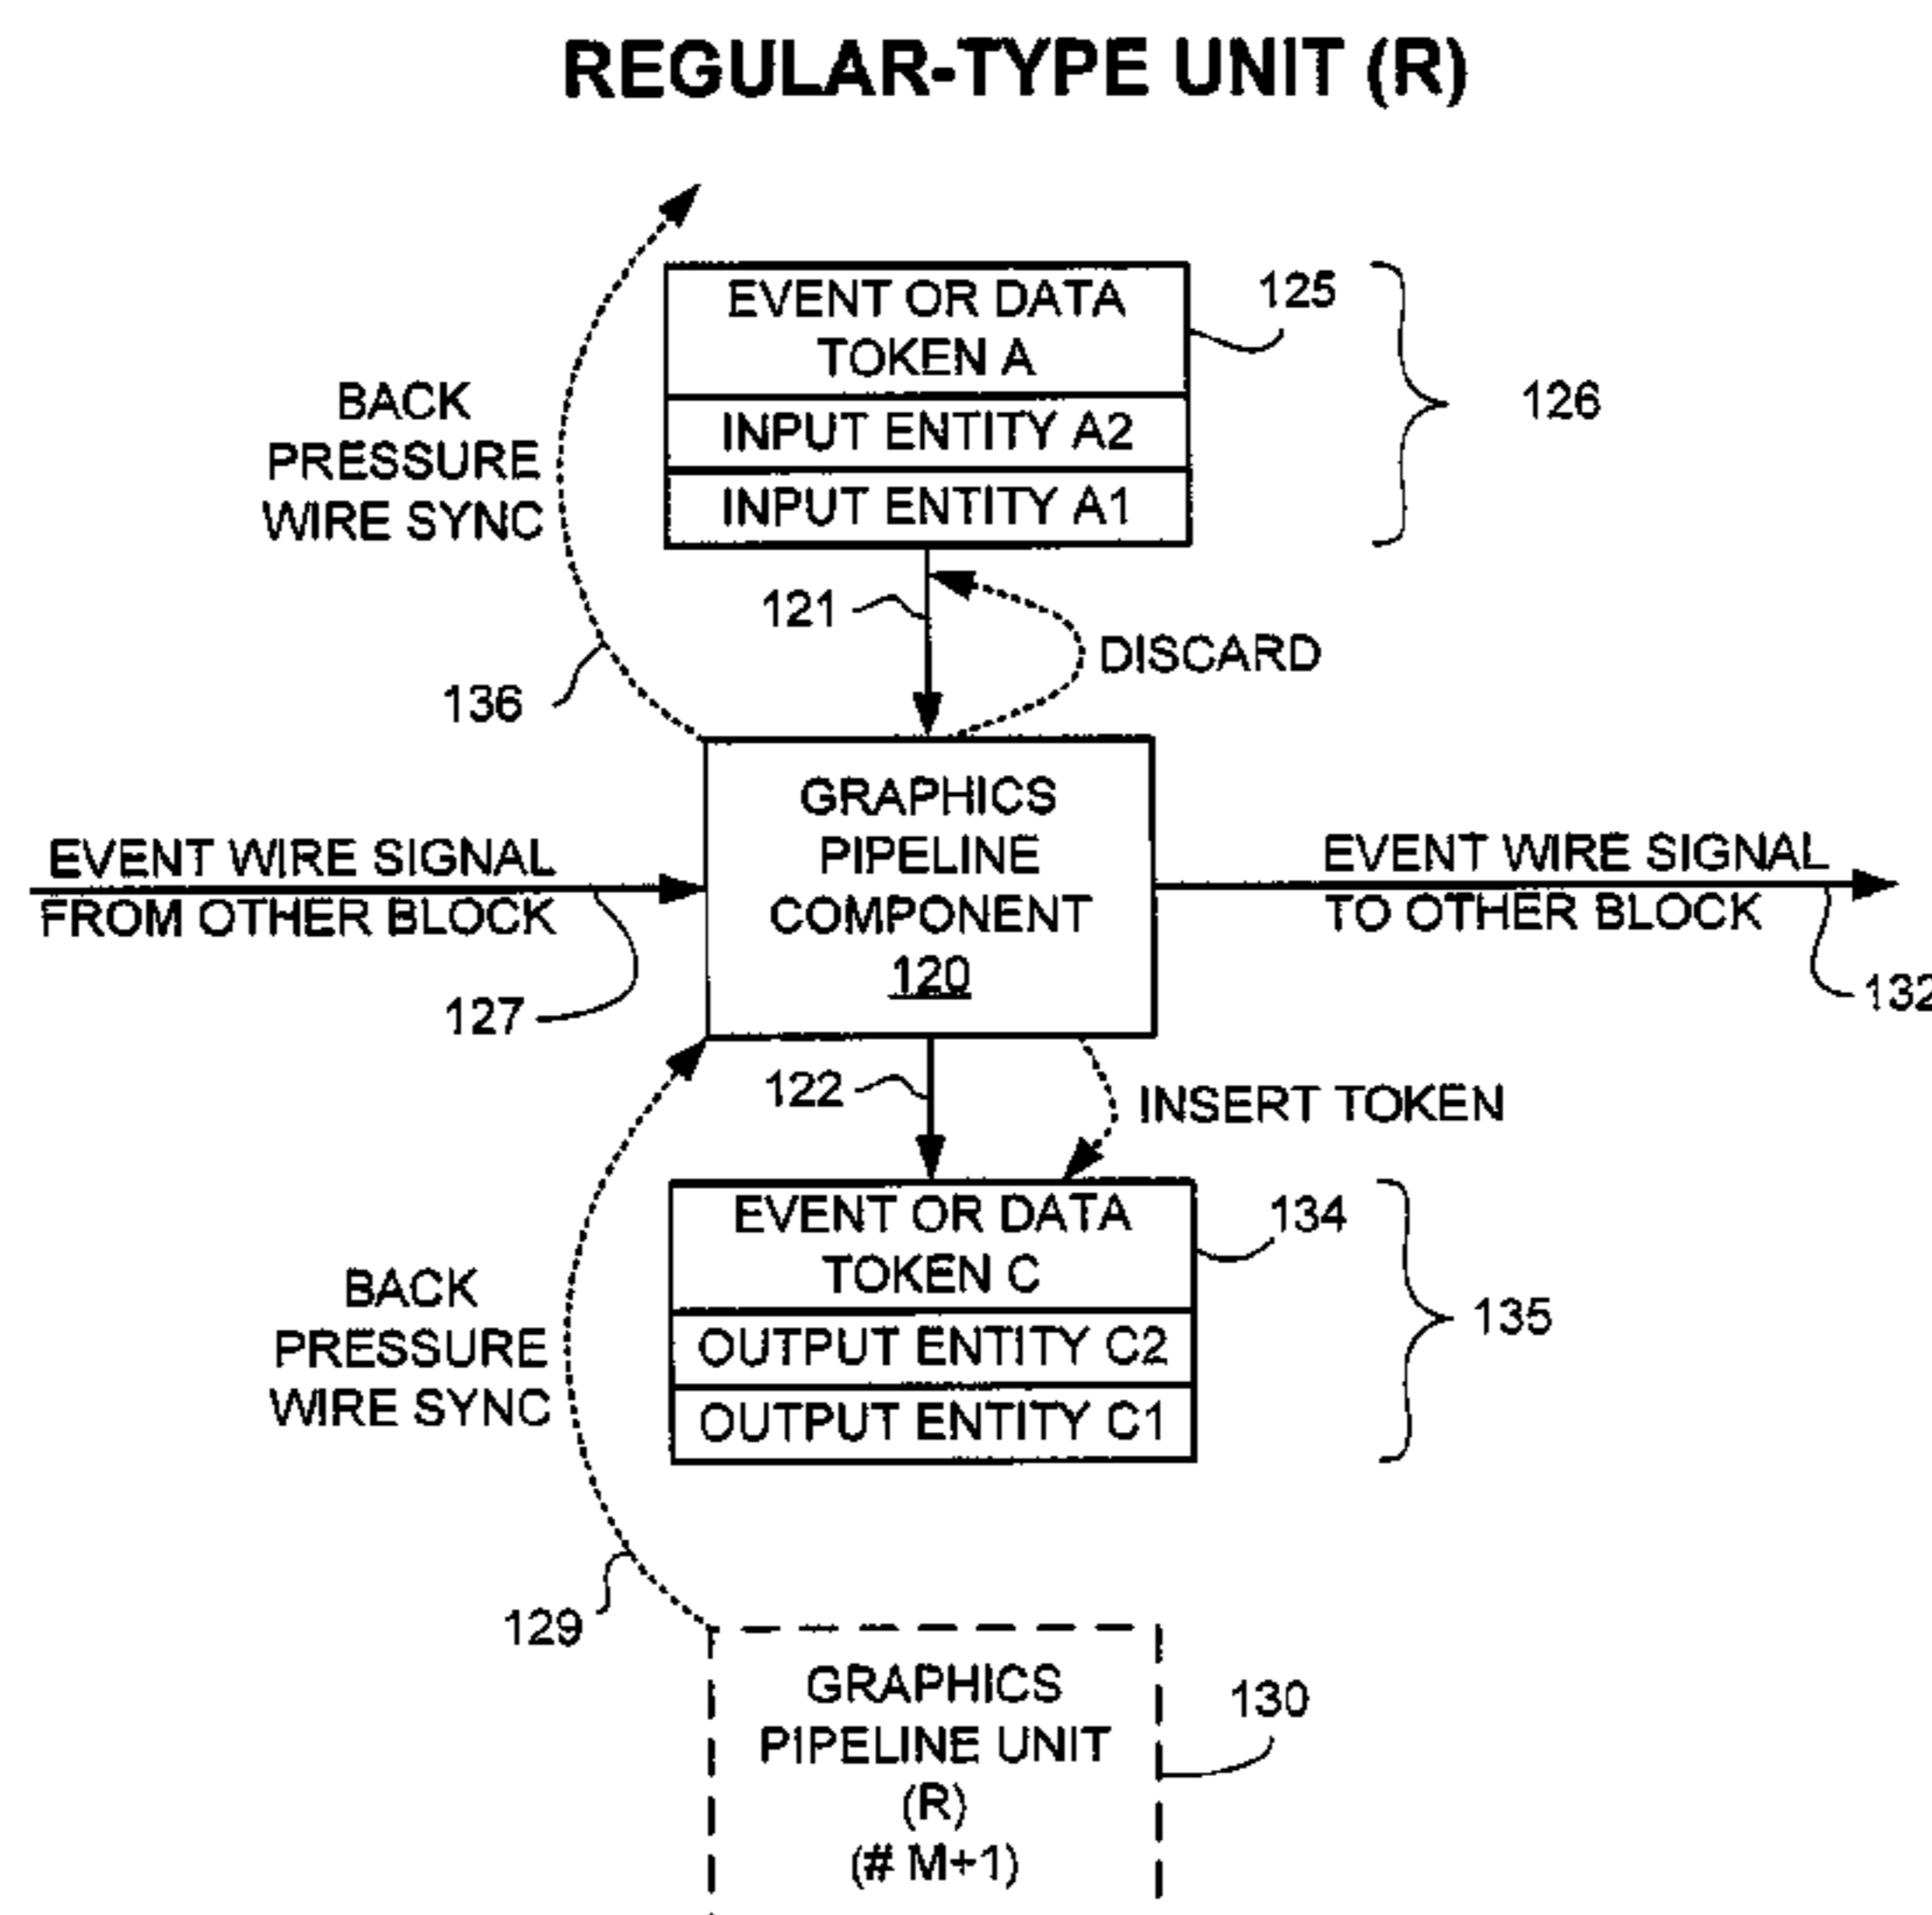 REGULAR-TYPE UNIT (R)
EVENT OR DATA
TOKEN A
125
INPUT ENTITY A2
INPUT ENTITY A1
126
BACK
PRESSURE
WIRE SYNC
121
DISCARD
136
GRAPHICS
PIPELINE
COMPONENT
120
EVENT WIRE SIGNAL
FROM OTHER BLOCK
127
EVENT WIRE SIGNAL
TO OTHER BLOCK
132
122
INSERT TOKEN
EVENT OR DATA
TOKEN C
134
OUTPUT ENTITY C2
OUTPUT ENTITY C1
135
BACK
PRESSURE
WIRE SYNC
129
GRAPHICS
PIPELINE UNIT
(R)
(# M+1)
130